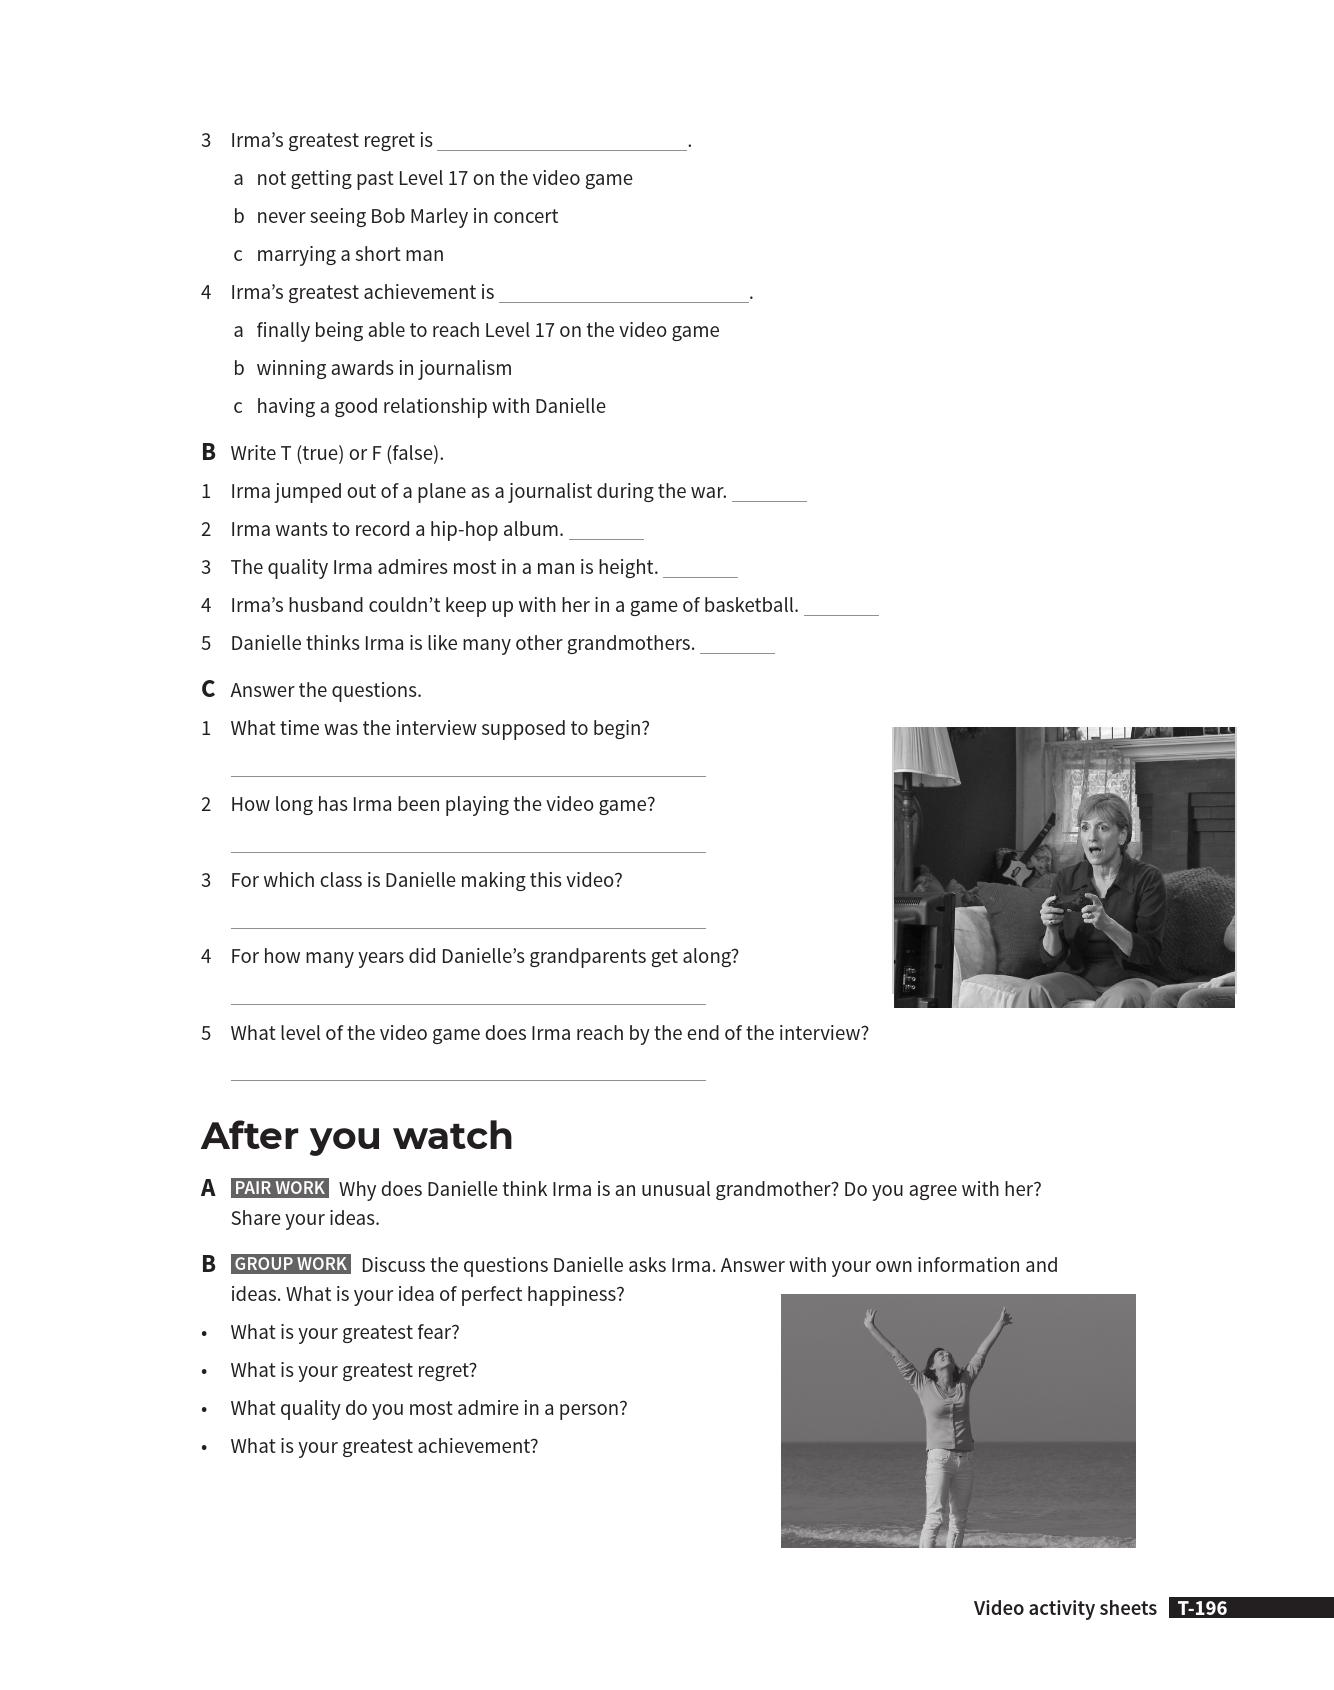 3 Irma’s greatest regret is ______________________.
a not getting past Level 17 on the video game
b never seeing Bob Marley in concert
c marrying a short man
4 Irma’s greatest achievement is ______________________.
a finally being able to reach Level 17 on the video game
b winning awards in journalism
c having a good relationship with Danielle
B Write T (true) or F (false).
1 Irma jumped out of a plane as a journalist during the war. _______
2 Irma wants to record a hip-hop album. _______
3 The quality Irma admires most in a man is height. _______
4 Irma’s husband couldn’t keep up with her in a game of basketball. _______
5 Danielle thinks Irma is like many other grandmothers. _______
C Answer the questions.
1 What time was the interview supposed to begin?
2 How long has Irma been playing the video game?
3 For which class is Danielle making this video?
4 For how many years did Danielle’s grandparents get along?
5 What level of the video game does Irma reach by the end of the interview?
After you watch
A PAIR WORK Why does Danielle think Irma is an unusual grandmother? Do you agree with her?
Share your ideas.
B GROUP WORK Discuss the questions Danielle asks Irma. Answer with your own information and
ideas. What is your idea of perfect happiness?
• What is your greatest fear?
• What is your greatest regret?
• What quality do you most admire in a person?
• What is your greatest achievement?
Video activity sheets T-196